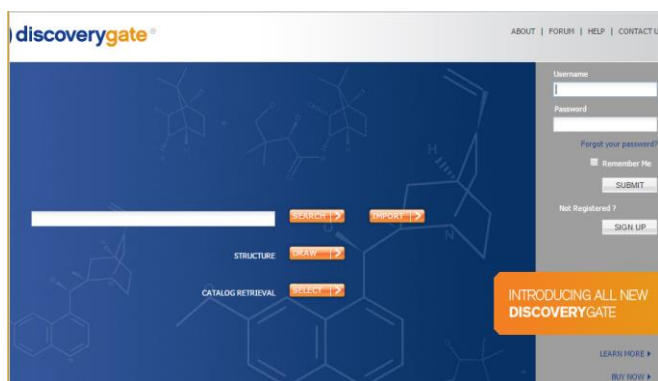 discoverygate®
ABOUT | FORUM | HELP | CONTACT U
Username
Password
Forgot your password?
Remember Me
SUBMIT
Not Registered ?
SIGN UP
SEARCH
IMPORT
STRUCTURE DRAW
CATALOG RETRIEVAL SELECT
H
N
INTRODUCING ALL NEW
DISCOVERYGATE
LEARN MORE
BUY NOW